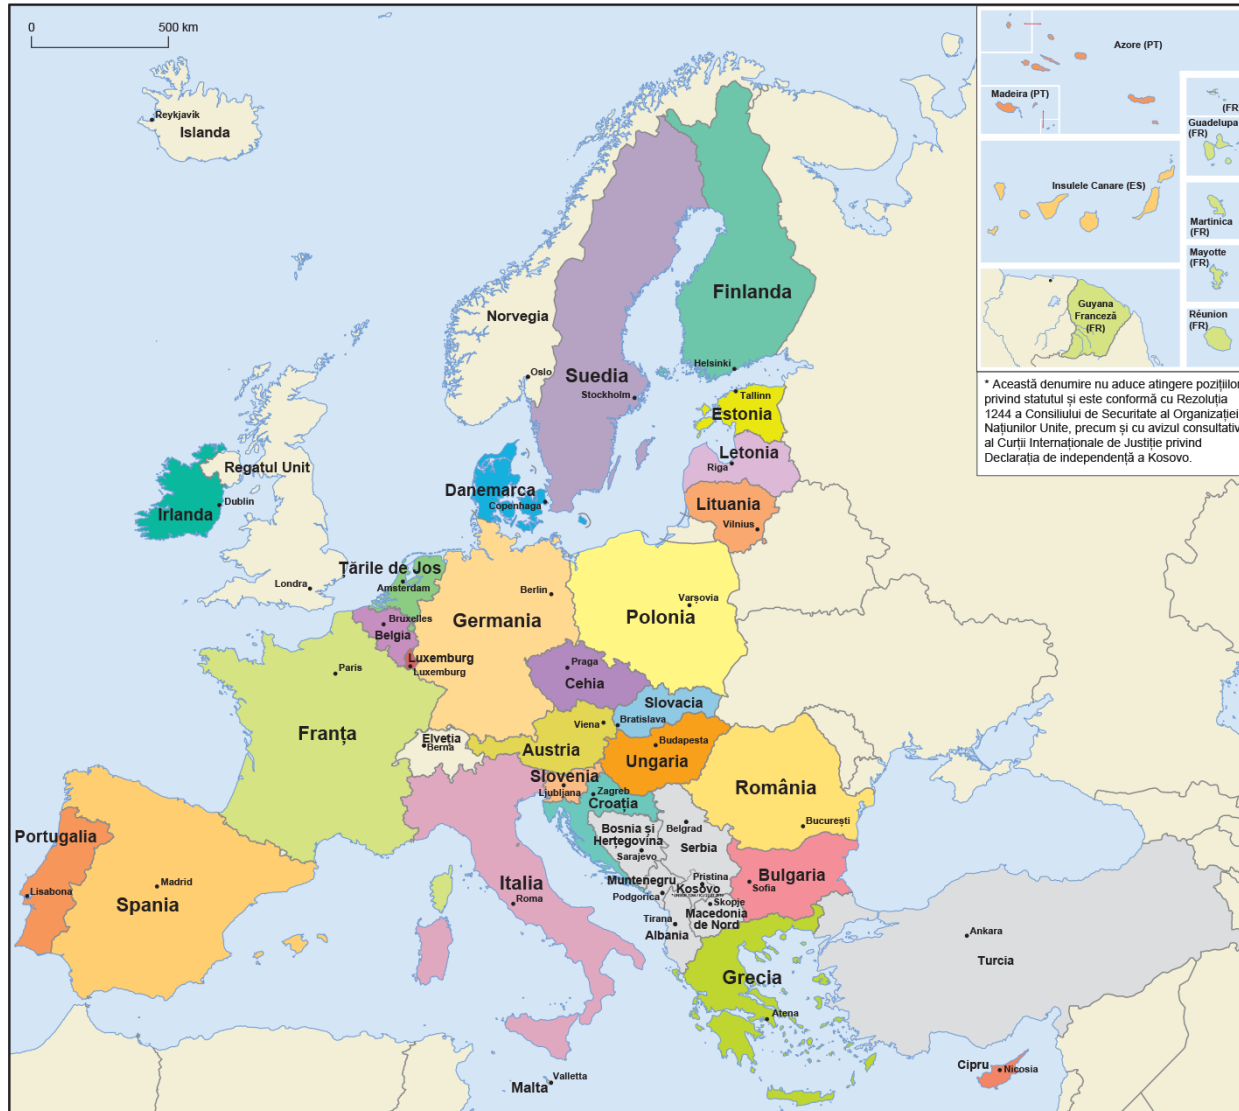 0 500 km
Reykjavík
Islanda
Azore (PT)
Madeira (PT)
(FR)
Guadelupa
(FR)
Insulele Canare (ES)
Martinica
(FR)
Mayotte
(FR)
Guyana
Franceză
(FR)
Réunion
(FR)
* Această denumire nu aduce atingere pozițiilor
privind statutul și este conformă cu Rezoluția
1244 a Consiliului de Securitate al Organizației
Națiunilor Unite, precum și cu avizul consultativ
al Curții Internaționale de Justiție privind
Declarația de independență a Kosovo.
Finlanda
Helsinki
Norvegia
Oslo
Suedia
Stockholm
Tallinn
Estonia
Letonia
Riga
Lituania
Vilnius
Regatul Unit
Dublin
Irlanda
Londra
Danemarca
Copenhaga
Țările de Jos
Amsterdam
Bruxelles
Belgia
Luxemburg
Luxemburg
Berlin
Germania
Varșovia
Polonia
Paris
Franța
Praga
Cehia
Slovacia
Bratislava
Viena
Austria
Elveția
Berna
Budapesta
Ungaria
Slovenia
Ljubljana
Zagreb
Croația
România
București
Bosnia și
Herțegovina
Sarajevo
Belgrad
Serbia
Muntenegru
Podgorica
Pristina
Kosovo
Skopje
Macedonia
de Nord
Tirana
Albania
Bulgaria
Sofia
Portugalia
Lisabona
Madrid
Spania
Italia
Roma
Grecia
Atena
Ankara
Turcia
Valletta
Malta
Cipru
Nicosia